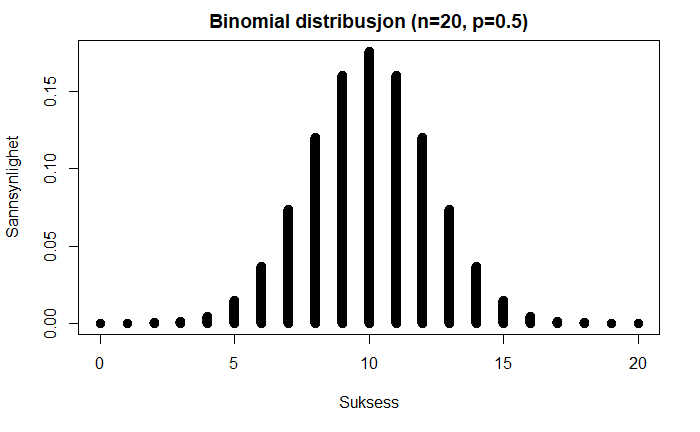 Binomial distribusjon (n=20, p=0.5)
Sannsynlighet
0.15
0.10
0.05
0.00
0 5 10 15 20
Suksess